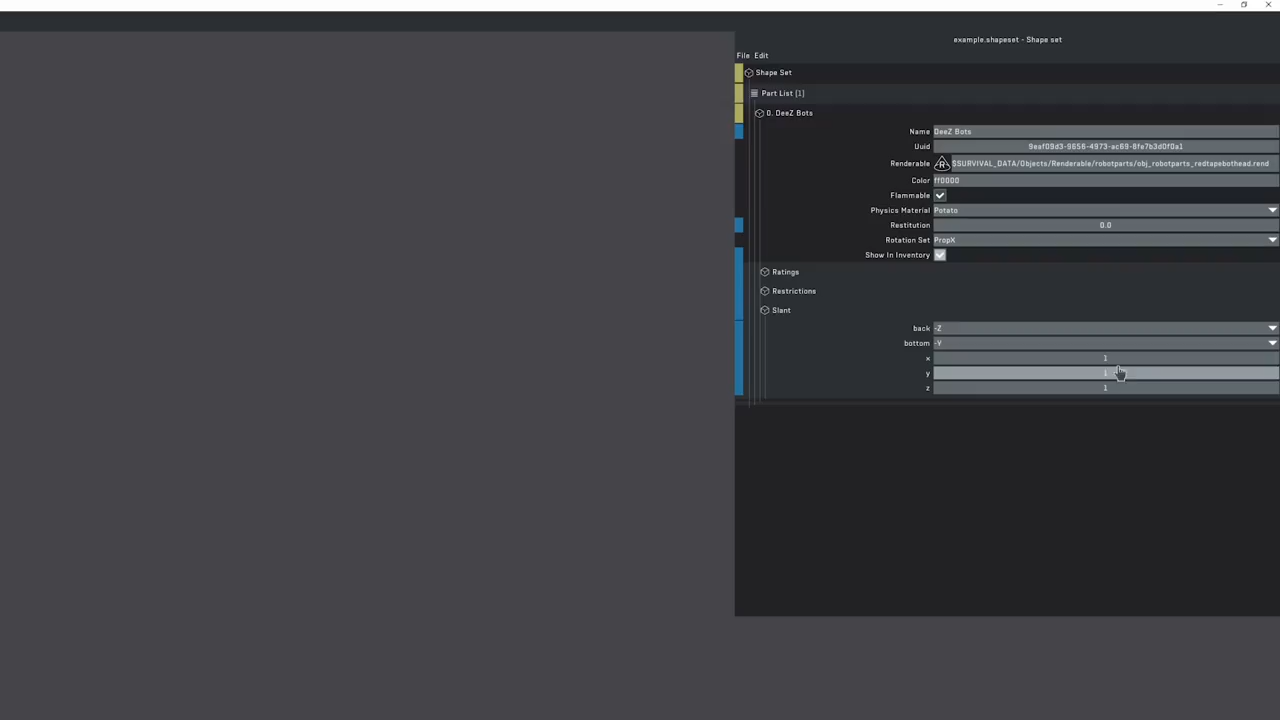 example.shapeset - Shape set
File Edit
Shape Set
Part List [1]
0. DeeZ Bots
Name DeeZ Bots
Uuid 9eaf09d3-9656-4973-ac69-8fe7b3d0f0a1
Renderable $SURVIVAL_DATA/Objects/Renderable/robotparts/obj_robotparts_redtapebothead.rend
Color ff0000
Flammable
Physics Material Potato
Restitution 0.0
Rotation Set PropX
Show In Inventory
Ratings
Restrictions
Slant
back -Z
bottom -Y
x 1
y 1
z 1